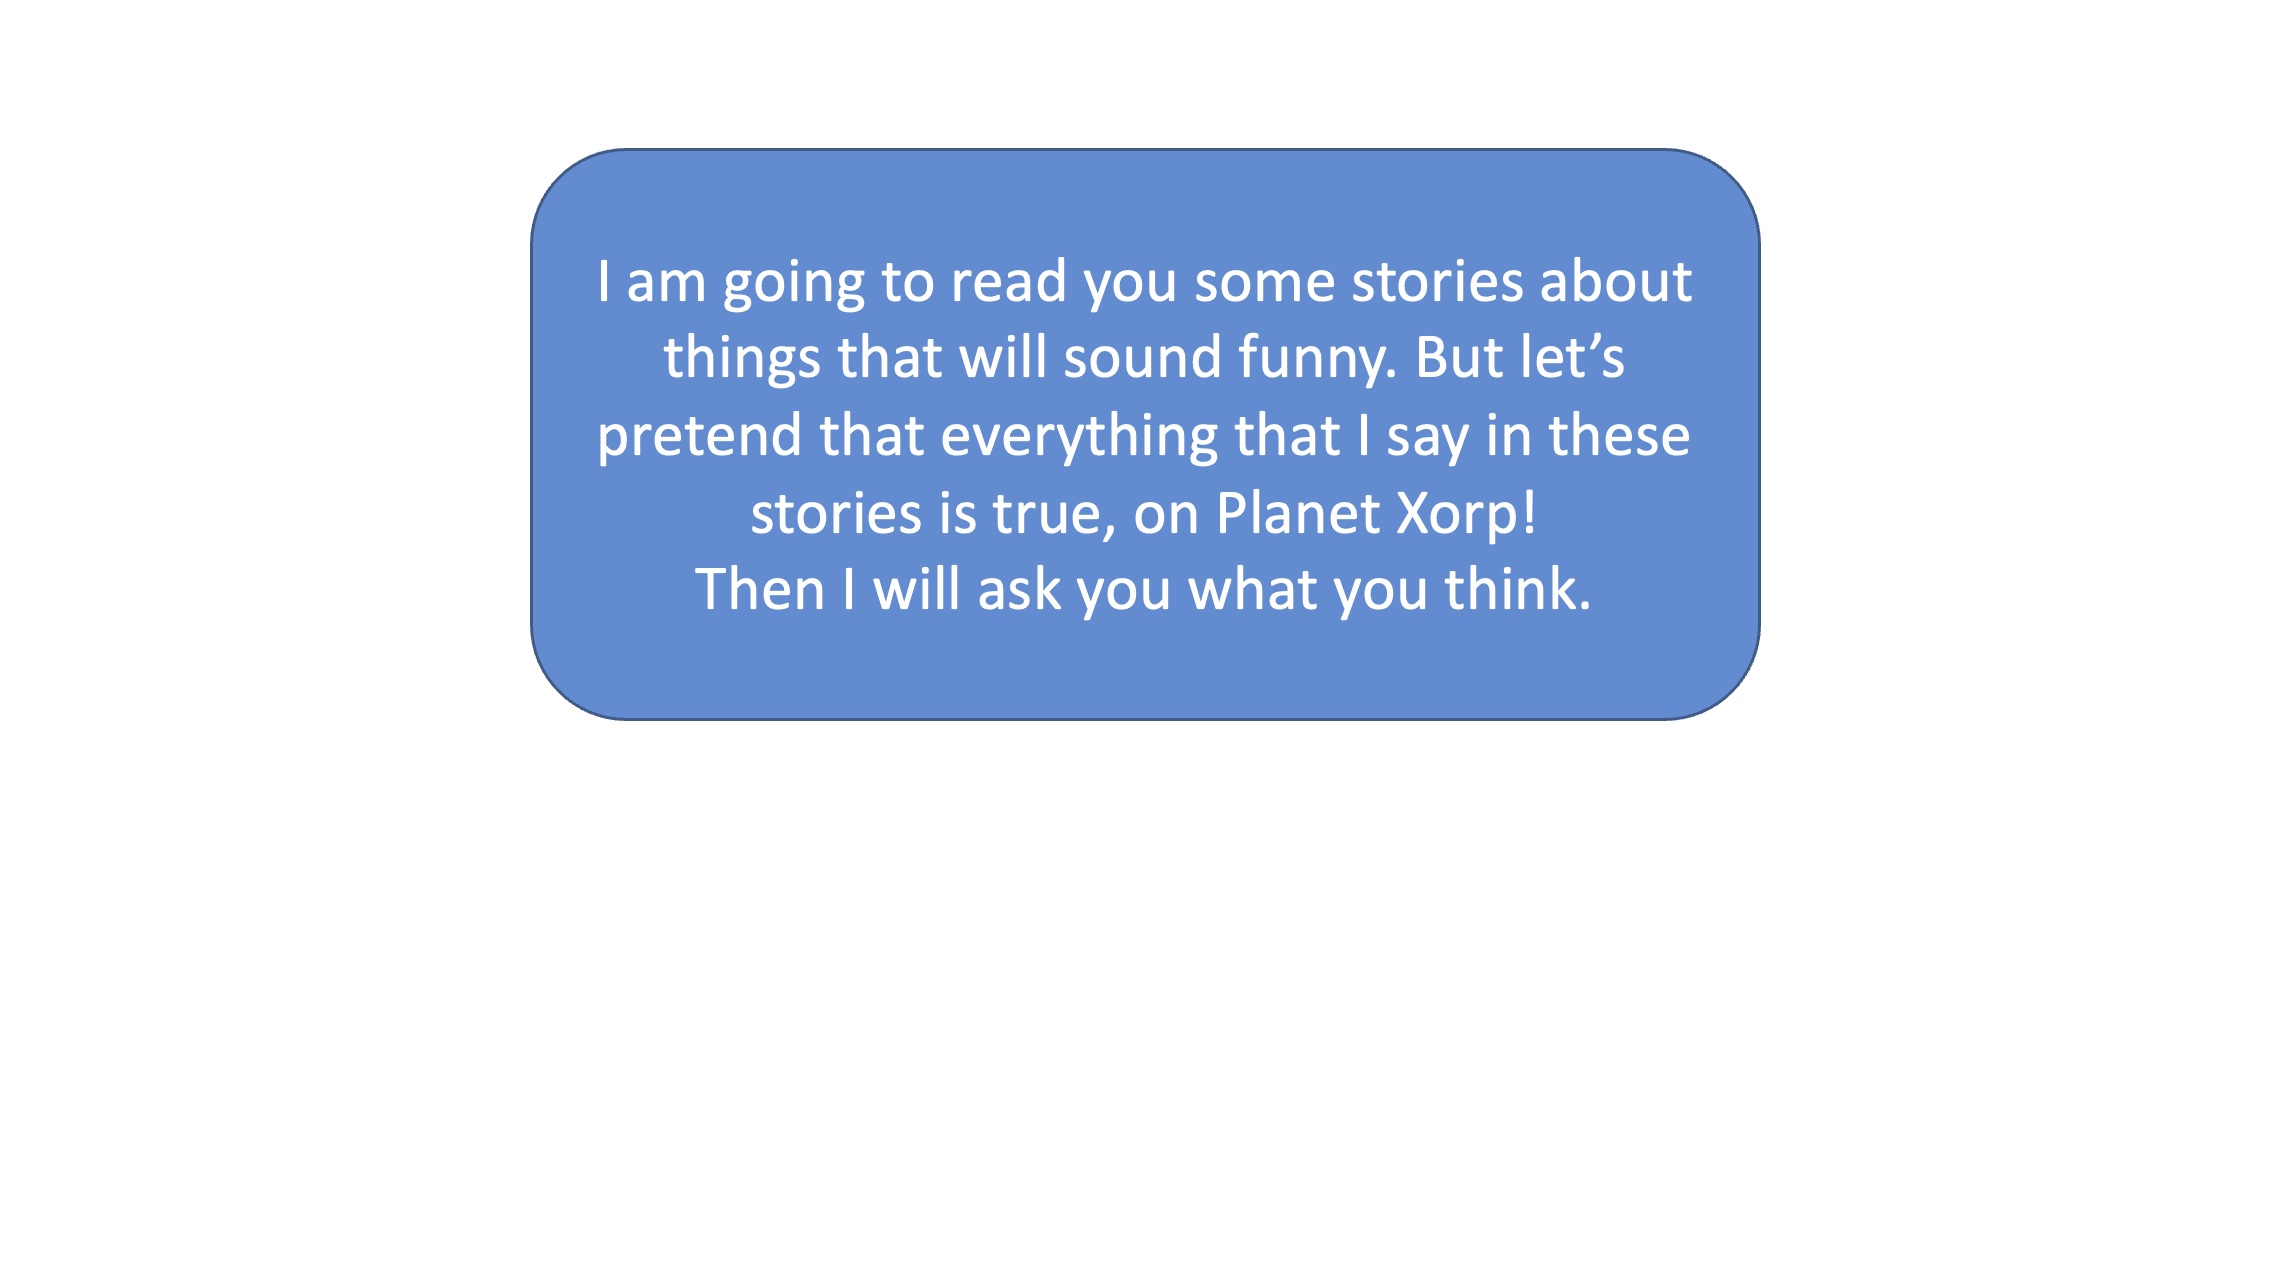 I am going to read you some stories about
things that will sound funny. But let’s
pretend that everything that I say in these
stories is true, on Planet Xorp!
Then I will ask you what you think.